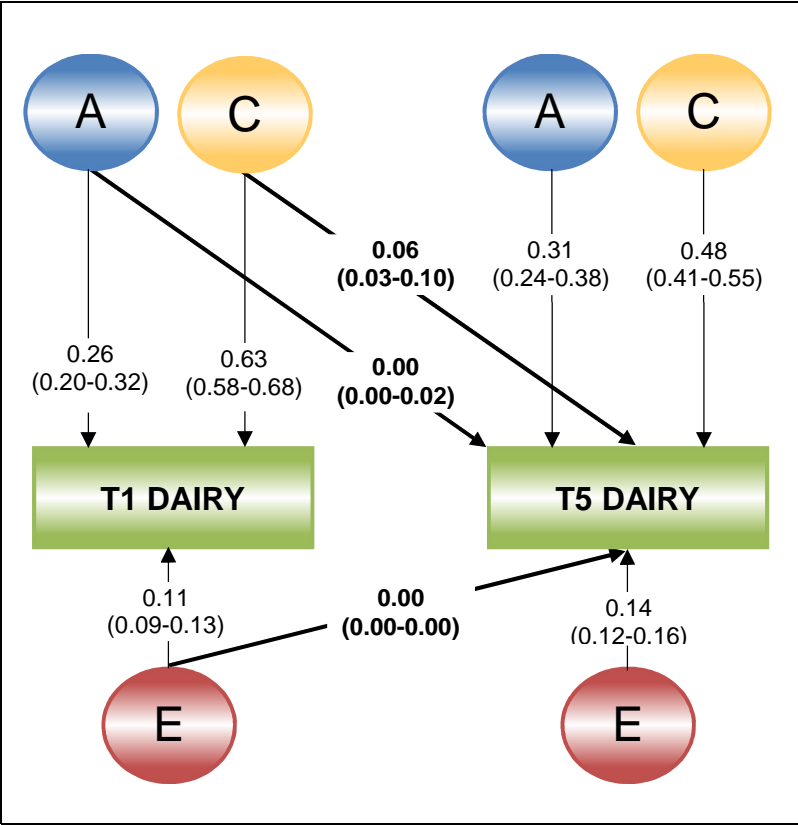 A
C
A
C
0.06
(0.03-0.10)
0.31
(0.24-0.38)
0.48
(0.41-0.55)
0.26
(0.20-0.32)
0.63
(0.58-0.68)
0.00
(0.00-0.02)
T1 DAIRY
T5 DAIRY
0.11
(0.09-0.13)
0.00
(0.00-0.00)
0.14
(0.12-0.16)
E
E